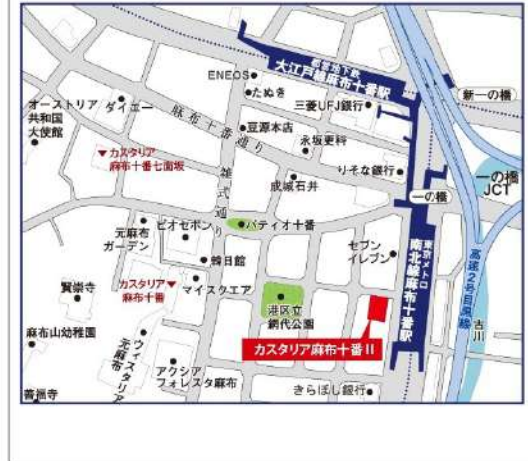 都営地下鉄
大江戸線麻布十番駅
ENEOS
たぬき
三菱UFJ銀行
新一の橋
オーストリア
共和国
大使館
ダイエー
麻布十番通り
豆源本店
永坂更科
カスタリア
麻布十番七面坂
雑式通り
成城石井
りそな銀行
一の橋
一の橋
JCT
元麻布
ガーデン
ビオセボン
パティオ十番
韓日館
セブン
イレブン
東京メトロ
南北線麻布十番駅
高速2号目黒線
古川
賢崇寺
カスタリア
麻布十番
マイスクエア
港区立
網代公園
麻布山幼稚園
ウィスタリア
元麻布
カスタリア麻布十番II
アクシア
フォレスタ麻布
きらぼし銀行
善福寺